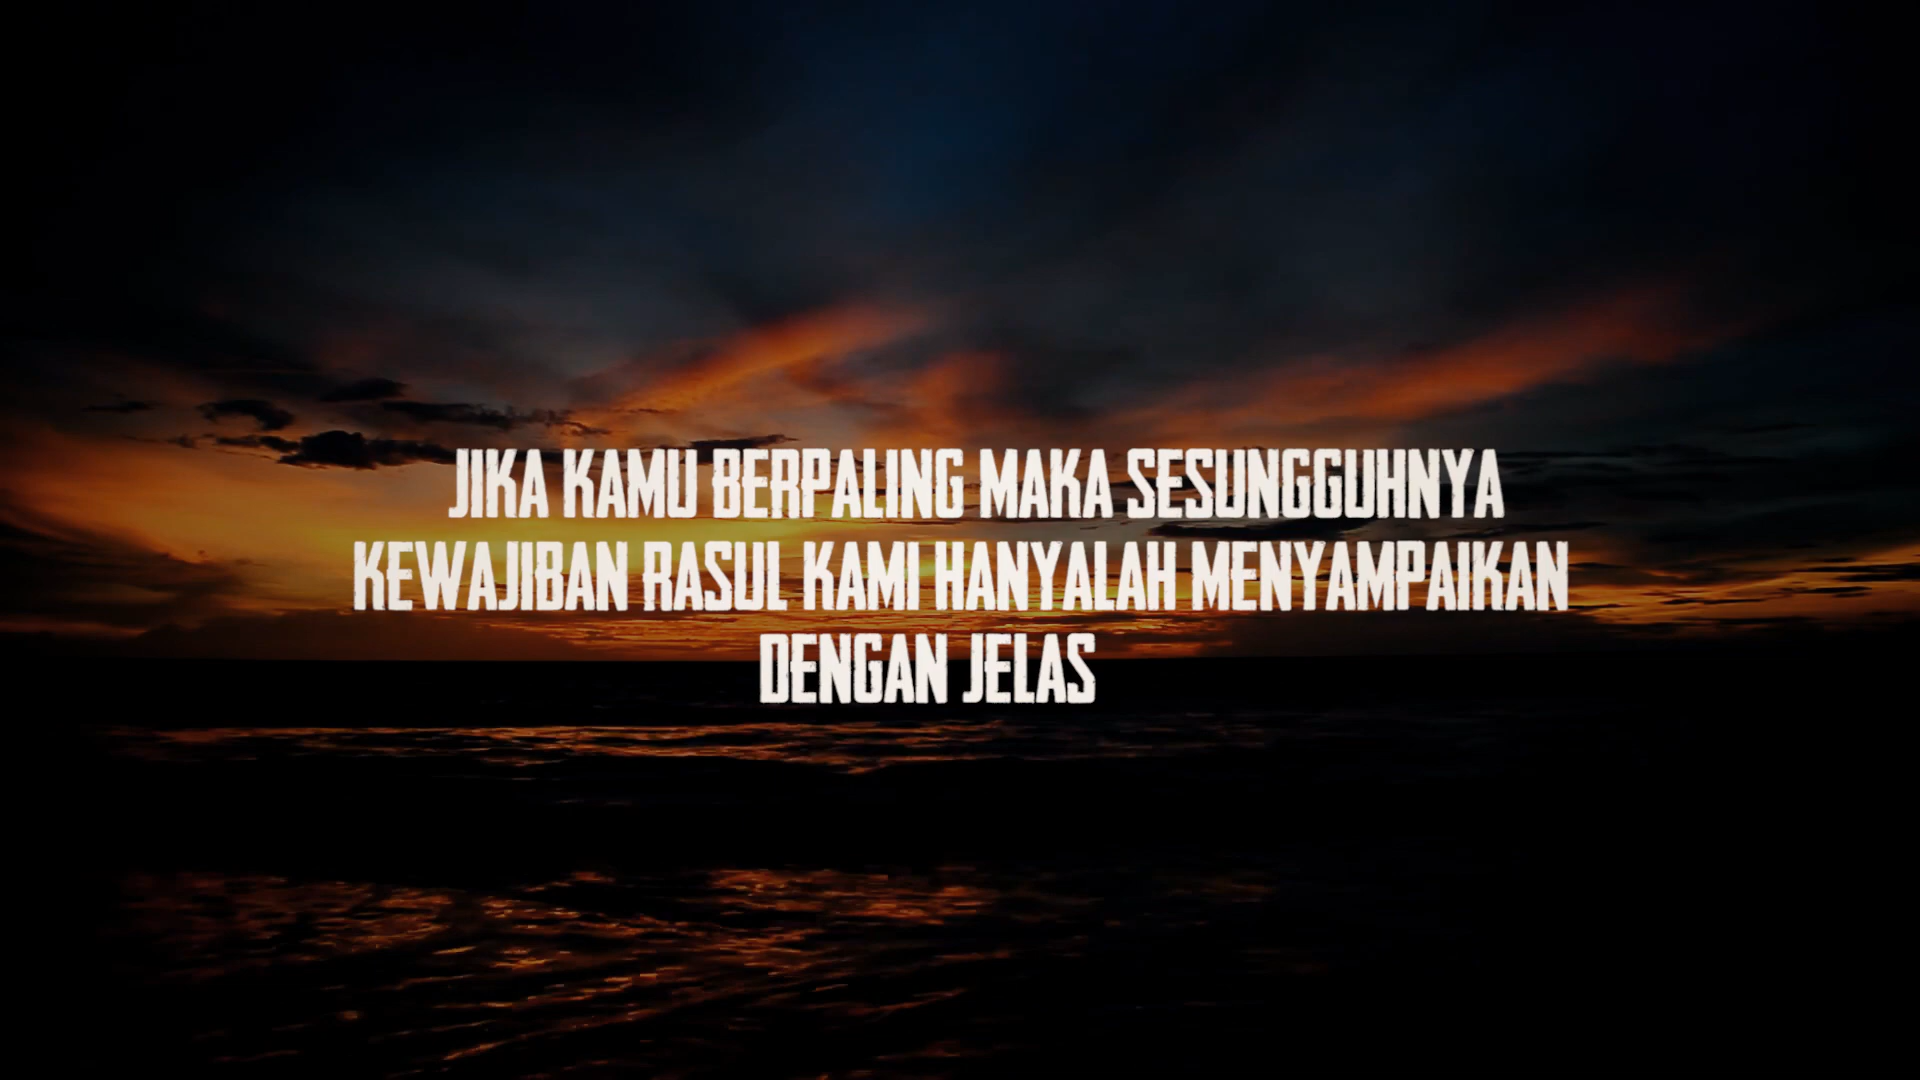 JIKA KAMU BERPALING MAKA SESUNGGUHNYA
KEWAJIBAN RASUL KAMI HANYALAH MENYAMPAIKAN
DENGAN JELAS